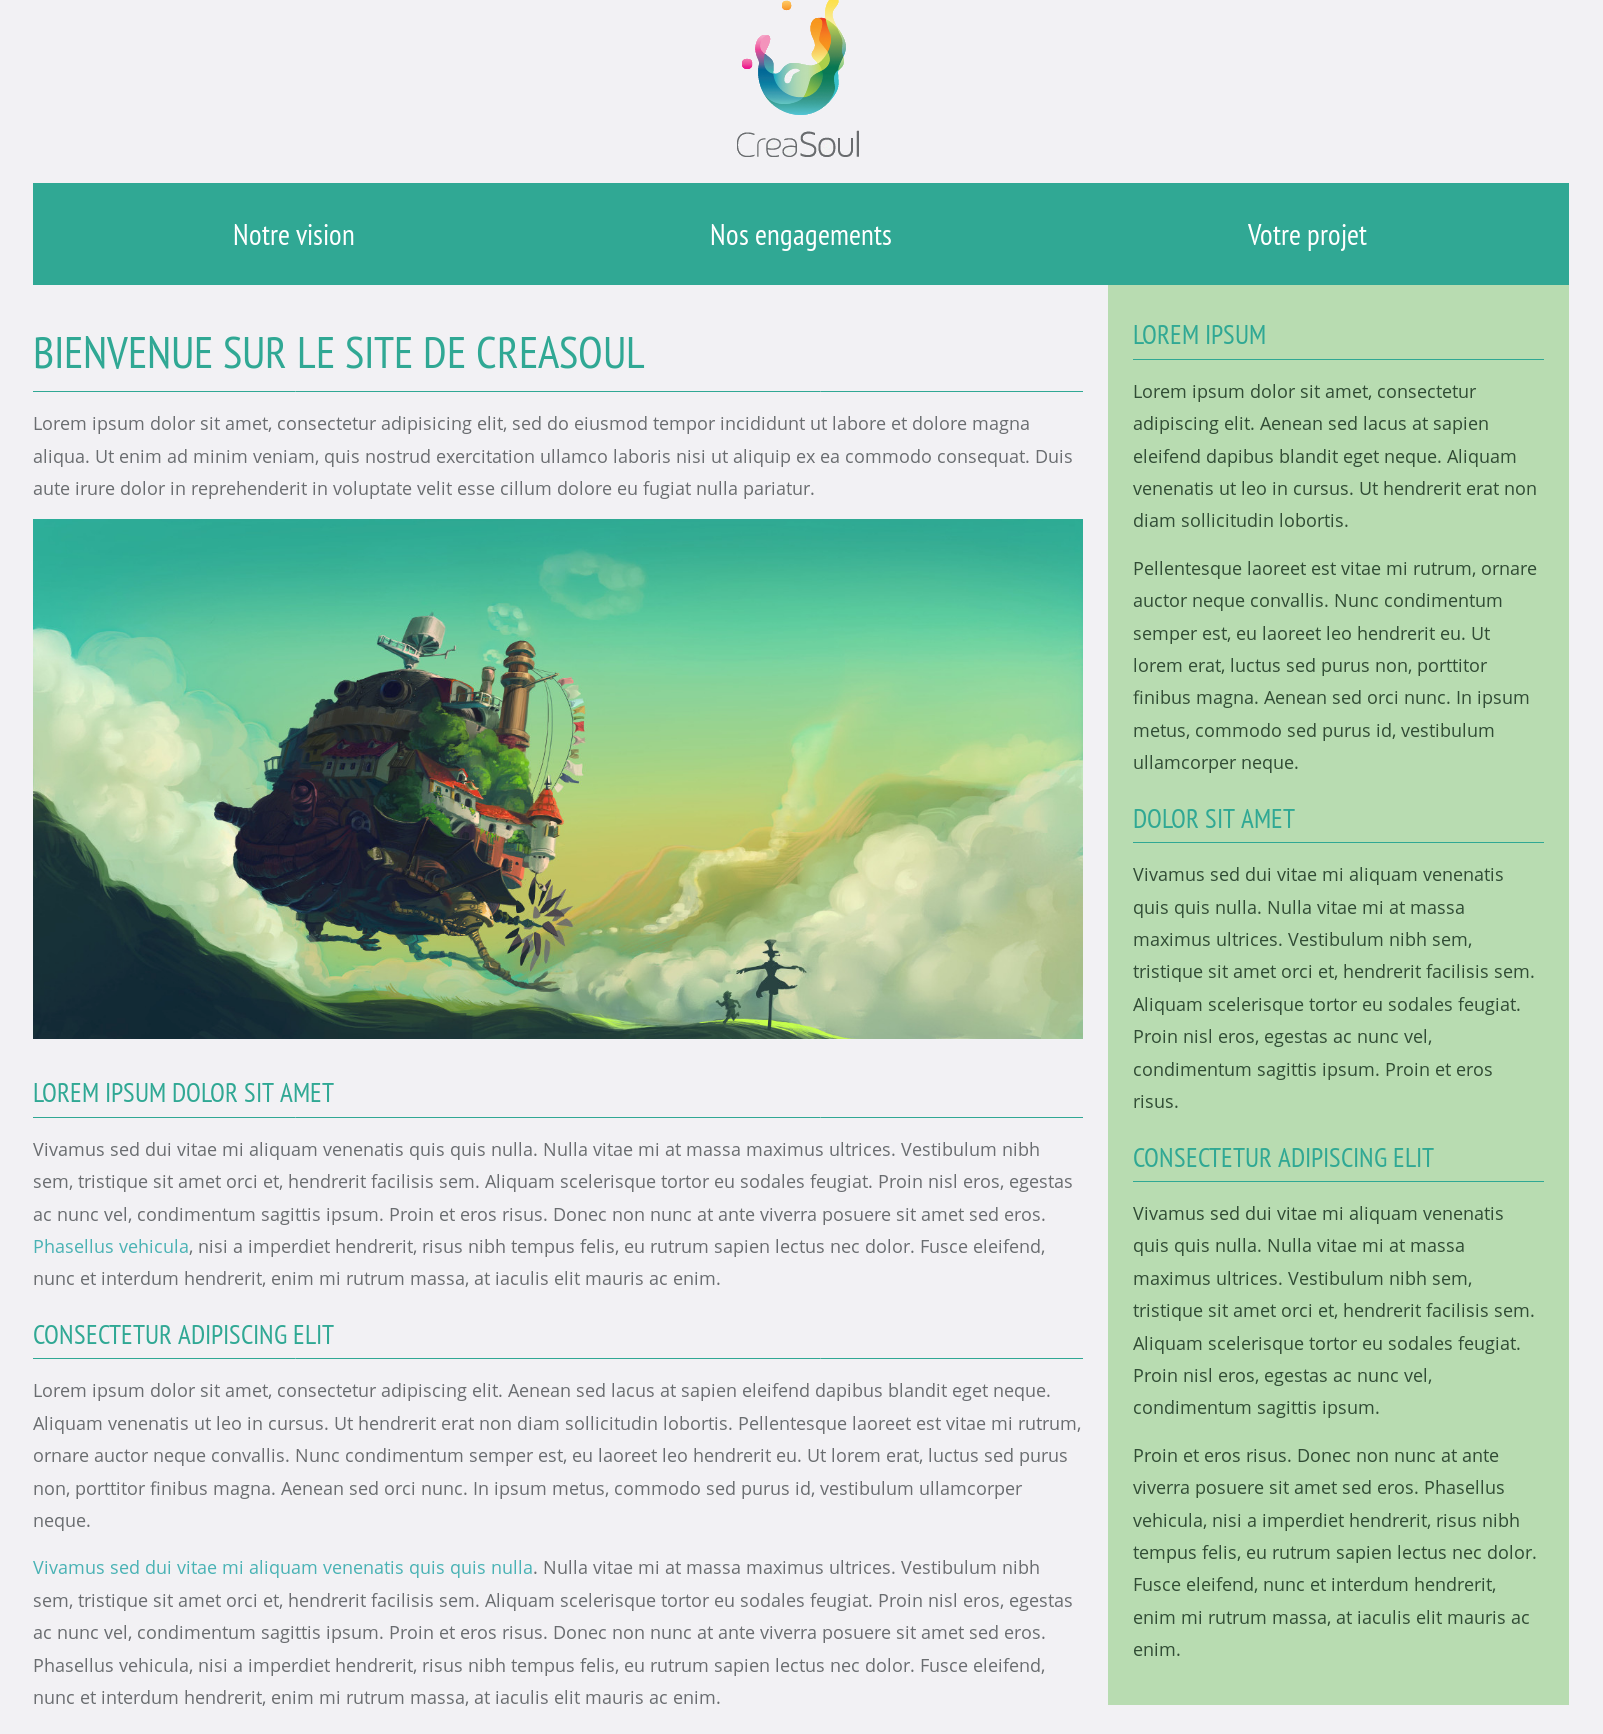 CreaSoul
Notre vision
Nos engagements
Votre projet
BIENVENUE SUR LE SITE DE CREASOUL
Lorem ipsum dolor sit amet, consectetur adipisicing elit, sed do eiusmod tempor incididunt ut labore et dolore magna
aliqua. Ut enim ad minim veniam, quis nostrud exercitation ullamco laboris nisi ut aliquip ex ea commodo consequat. Duis
aute irure dolor in reprehenderit in voluptate velit esse cillum dolore eu fugiat nulla pariatur.
LOREM IPSUM DOLOR SIT AMET
Vivamus sed dui vitae mi aliquam venenatis quis quis nulla. Nulla vitae mi at massa maximus ultrices. Vestibulum nibh
sem, tristique sit amet orci et, hendrerit facilisis sem. Aliquam scelerisque tortor eu sodales feugiat. Proin nisl eros, egestas
ac nunc vel, condimentum sagittis ipsum. Proin et eros risus. Donec non nunc at ante viverra posuere sit amet sed eros.
Phasellus vehicula, nisi a imperdiet hendrerit, risus nibh tempus felis, eu rutrum sapien lectus nec dolor. Fusce eleifend,
nunc et interdum hendrerit, enim mi rutrum massa, at iaculis elit mauris ac enim.
CONSECTETUR ADIPISCING ELIT
Lorem ipsum dolor sit amet, consectetur adipiscing elit. Aenean sed lacus at sapien eleifend dapibus blandit eget neque.
Aliquam venenatis ut leo in cursus. Ut hendrerit erat non diam sollicitudin lobortis. Pellentesque laoreet est vitae mi rutrum,
ornare auctor neque convallis. Nunc condimentum semper est, eu laoreet leo hendrerit eu. Ut lorem erat, luctus sed purus
non, porttitor finibus magna. Aenean sed orci nunc. In ipsum metus, commodo sed purus id, vestibulum ullamcorper
neque.
Vivamus sed dui vitae mi aliquam venenatis quis quis nulla. Nulla vitae mi at massa maximus ultrices. Vestibulum nibh
sem, tristique sit amet orci et, hendrerit facilisis sem. Aliquam scelerisque tortor eu sodales feugiat. Proin nisl eros, egestas
ac nunc vel, condimentum sagittis ipsum. Proin et eros risus. Donec non nunc at ante viverra posuere sit amet sed eros.
Phasellus vehicula, nisi a imperdiet hendrerit, risus nibh tempus felis, eu rutrum sapien lectus nec dolor. Fusce eleifend,
nunc et interdum hendrerit, enim mi rutrum massa, at iaculis elit mauris ac enim.
LOREM IPSUM
Lorem ipsum dolor sit amet, consectetur
adipiscing elit. Aenean sed lacus at sapien
eleifend dapibus blandit eget neque. Aliquam
venenatis ut leo in cursus. Ut hendrerit erat non
diam sollicitudin lobortis.
Pellentesque laoreet est vitae mi rutrum, ornare
auctor neque convallis. Nunc condimentum
semper est, eu laoreet leo hendrerit eu. Ut
lorem erat, luctus sed purus non, porttitor
finibus magna. Aenean sed orci nunc. In ipsum
metus, commodo sed purus id, vestibulum
ullamcorper neque.
DOLOR SIT AMET
Vivamus sed dui vitae mi aliquam venenatis
quis quis nulla. Nulla vitae mi at massa
maximus ultrices. Vestibulum nibh sem,
tristique sit amet orci et, hendrerit facilisis sem.
Aliquam scelerisque tortor eu sodales feugiat.
Proin nisl eros, egestas ac nunc vel,
condimentum sagittis ipsum. Proin et eros
risus.
CONSECTETUR ADIPISCING ELIT
Vivamus sed dui vitae mi aliquam venenatis
quis quis nulla. Nulla vitae mi at massa
maximus ultrices. Vestibulum nibh sem,
tristique sit amet orci et, hendrerit facilisis sem.
Aliquam scelerisque tortor eu sodales feugiat.
Proin nisl eros, egestas ac nunc vel,
condimentum sagittis ipsum.
Proin et eros risus. Donec non nunc at ante
viverra posuere sit amet sed eros. Phasellus
vehicula, nisi a imperdiet hendrerit, risus nibh
tempus felis, eu rutrum sapien lectus nec dolor.
Fusce eleifend, nunc et interdum hendrerit,
enim mi rutrum massa, at iaculis elit mauris ac
enim.